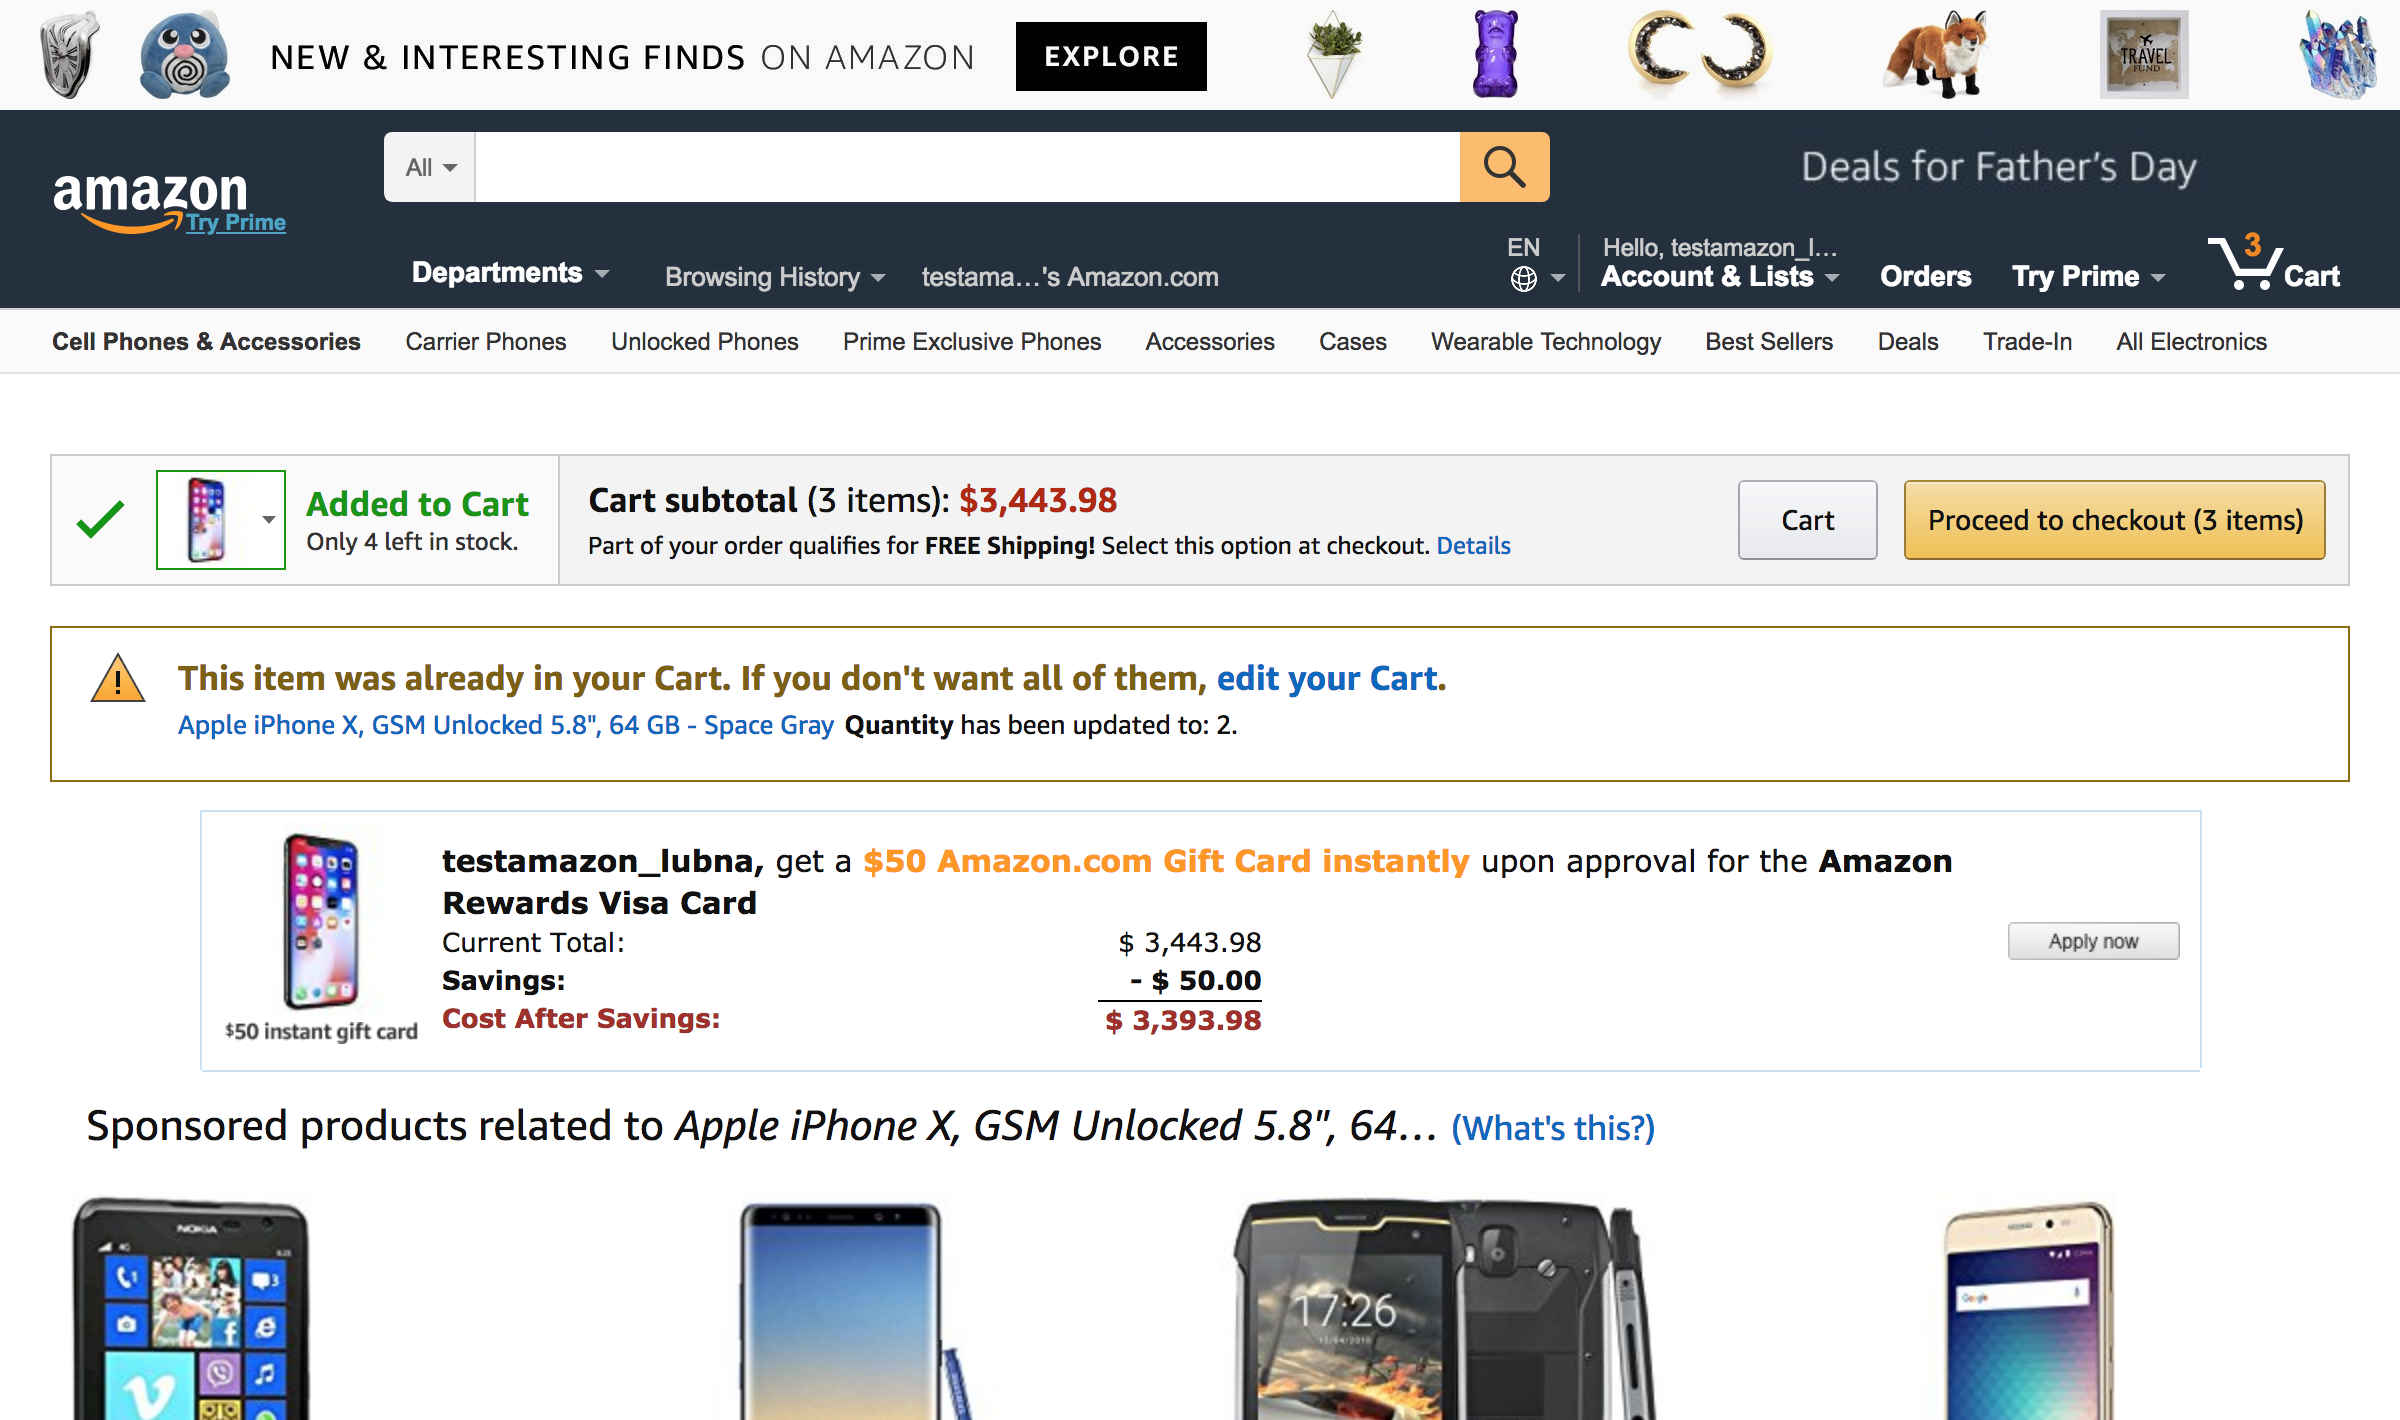 NEW & INTERESTING FINDS ON AMAZON
EXPLORE
TRAVEL
FUND
amazon
Try Prime
All
Deals for Father's Day
Departments
Browsing History
testama...'s Amazon.com
EN
Hello, testamazon_l...
Account & Lists
Orders
Try Prime
3
Cart
Cell Phones & Accessories
Carrier Phones
Unlocked Phones
Prime Exclusive Phones
Accessories
Cases
Wearable Technology
Best Sellers
Deals
Trade-In
All Electronics
Added to Cart
Only 4 left in stock.
Cart subtotal (3 items): $3,443.98
Part of your order qualifies for FREE Shipping! Select this option at checkout. Details
Cart
Proceed to checkout (3 items)
This item was already in your Cart. If you don't want all of them, edit your Cart.
Apple iPhone X, GSM Unlocked 5.8", 64 GB - Space Gray Quantity has been updated to: 2.
testamazon_lubna, get a $50 Amazon.com Gift Card instantly upon approval for the Amazon
Rewards Visa Card
Current Total: $ 3,443.98
Savings: - $ 50.00
Cost After Savings: $ 3,393.98
$50 instant gift card
Apply now
Sponsored products related to Apple iPhone X, GSM Unlocked 5.8", 64... (What's this?)
NOKIA
17:26
Google